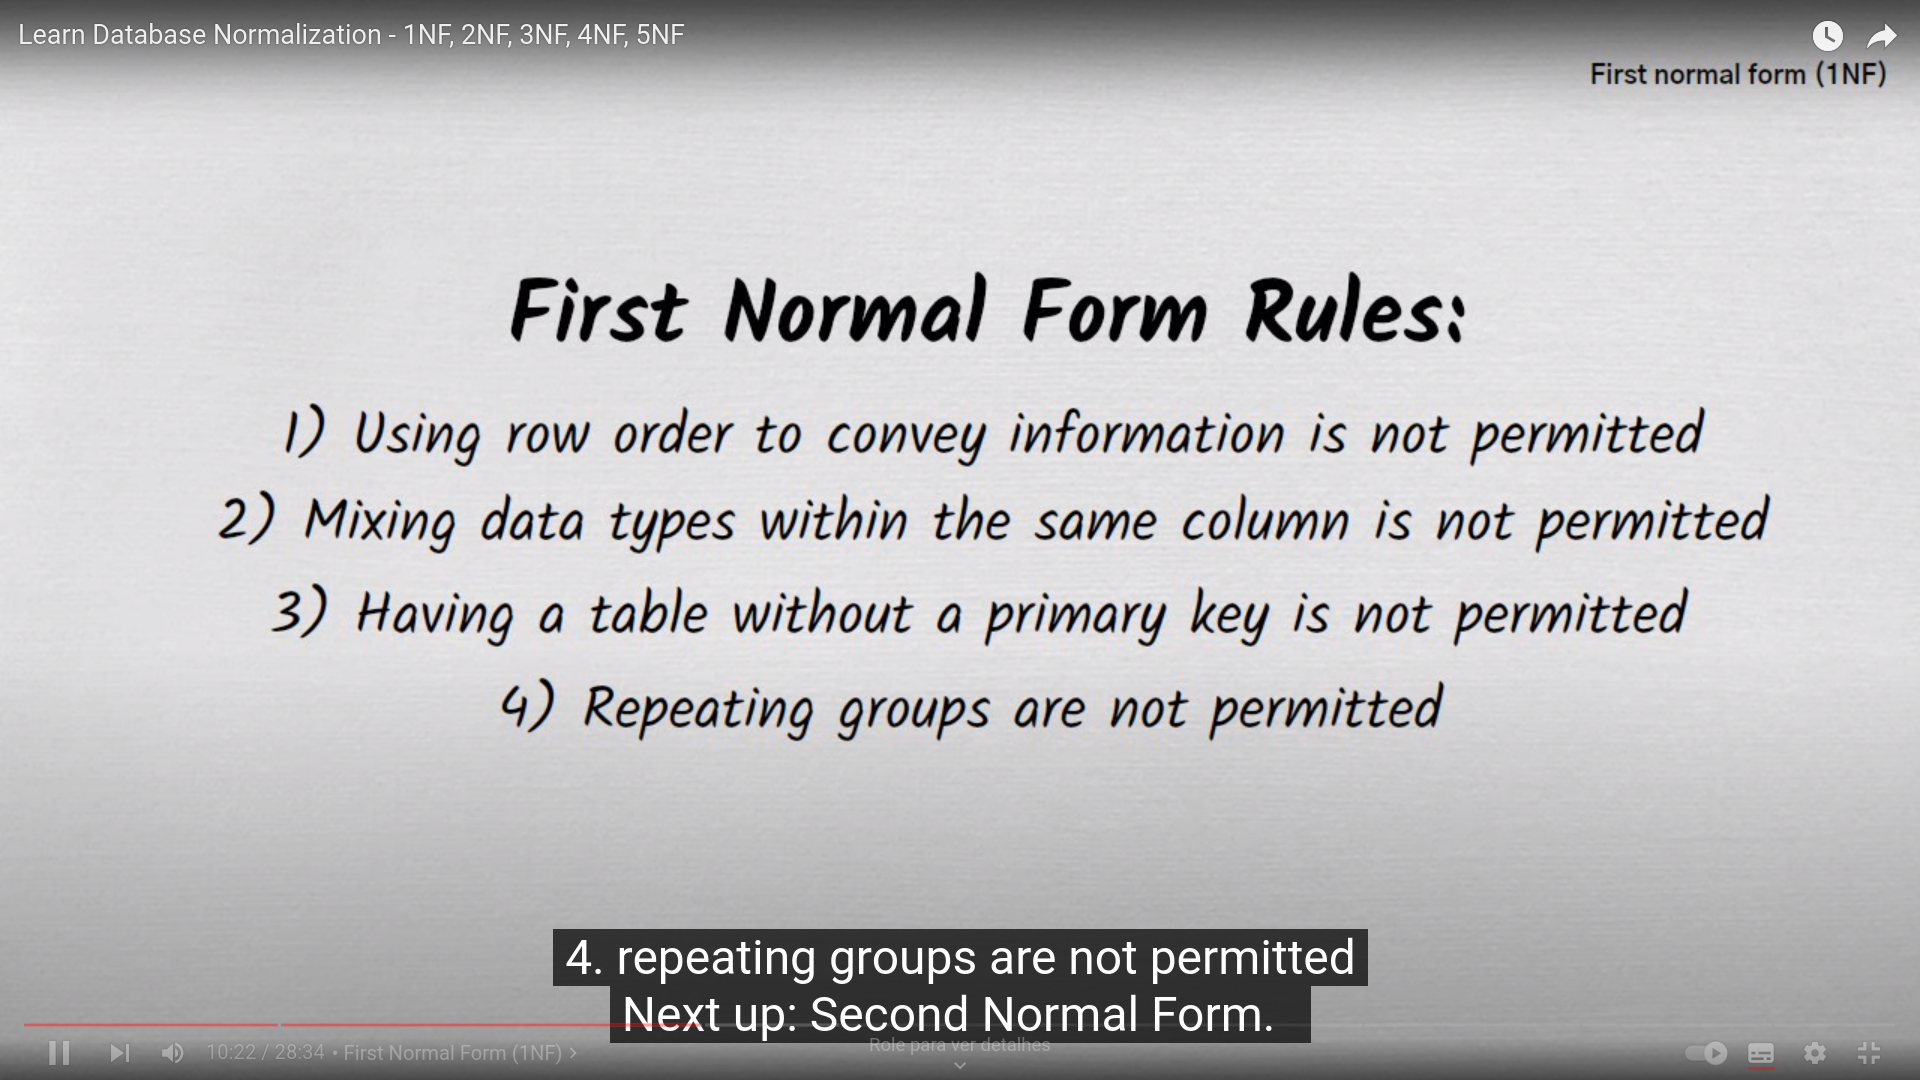 Learn Database Normalization - 1NF, 2NF, 3NF, 4NF, 5NF
First normal form (1NF)
First Normal Form Rules:
1) Using row order to convey information is not permitted
2) Mixing data types within the same column is not permitted
3) Having a table without a primary key is not permitted
4) Repeating groups are not permitted
4. repeating groups are not permitted
Next up: Second Normal Form.
10:22 / 28:34 • First Normal Form (1NF)
Role para ver detalhes